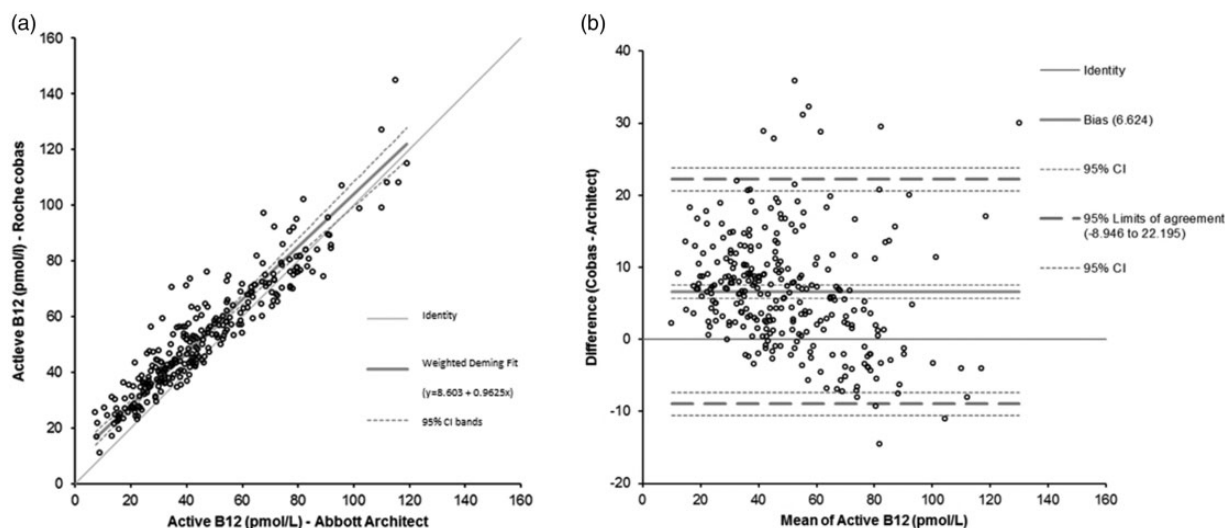 (a)
160
140
120
100
80
60
40
20
0
Actieve B12 (pmol/l) - Roche cobas
0 20 40 60 80 100 120 140 160
Active B12 (pmol/L) - Abbott Architect
Identity
Weighted Deming Fit
(y=8.603 + 0.9625x)
95% CI bands
(b)
40
30
20
10
0
-10
-20
Difference (Cobas - Architect)
0 20 40 60 80 100 120 140 160
Mean of Active B12 (pmol/L)
Identity
Bias (6.624)
95% CI
95% Limits of agreement
(-8.946 to 22.195)
95% CI